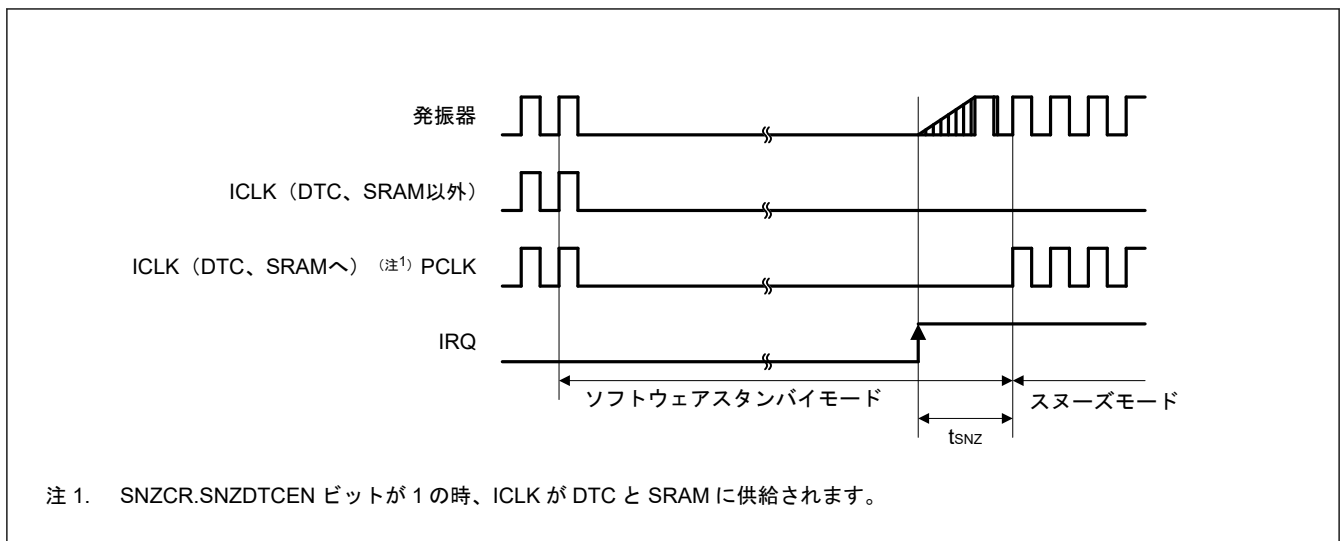 発振器
ICLK（DTC、SRAM以外）
ICLK（DTC、SRAMへ）（注1）PCLK
IRQ
ソフトウェアスタンバイモード
スヌーズモード
tSNZ
注 1. SNZCR.SNZDTCEN ビットが 1 の時、ICLK が DTC と SRAM に供給されます。